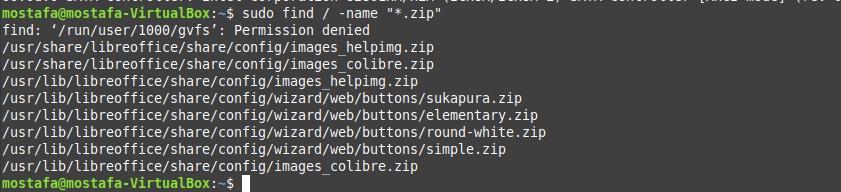 mostafa@mostafa-VirtualBox:~$ sudo find / -name "*.zip"
find: ‘/run/user/1000/gvfs’: Permission denied
/usr/share/libreoffice/share/config/images_helpimg.zip
/usr/share/libreoffice/share/config/images_colibre.zip
/usr/lib/libreoffice/share/config/images_helpimg.zip
/usr/lib/libreoffice/share/config/wizard/web/buttons/sukapura.zip
/usr/lib/libreoffice/share/config/wizard/web/buttons/elementary.zip
/usr/lib/libreoffice/share/config/wizard/web/buttons/round-white.zip
/usr/lib/libreoffice/share/config/wizard/web/buttons/simple.zip
/usr/lib/libreoffice/share/config/images_colibre.zip
mostafa@mostafa-VirtualBox:~$